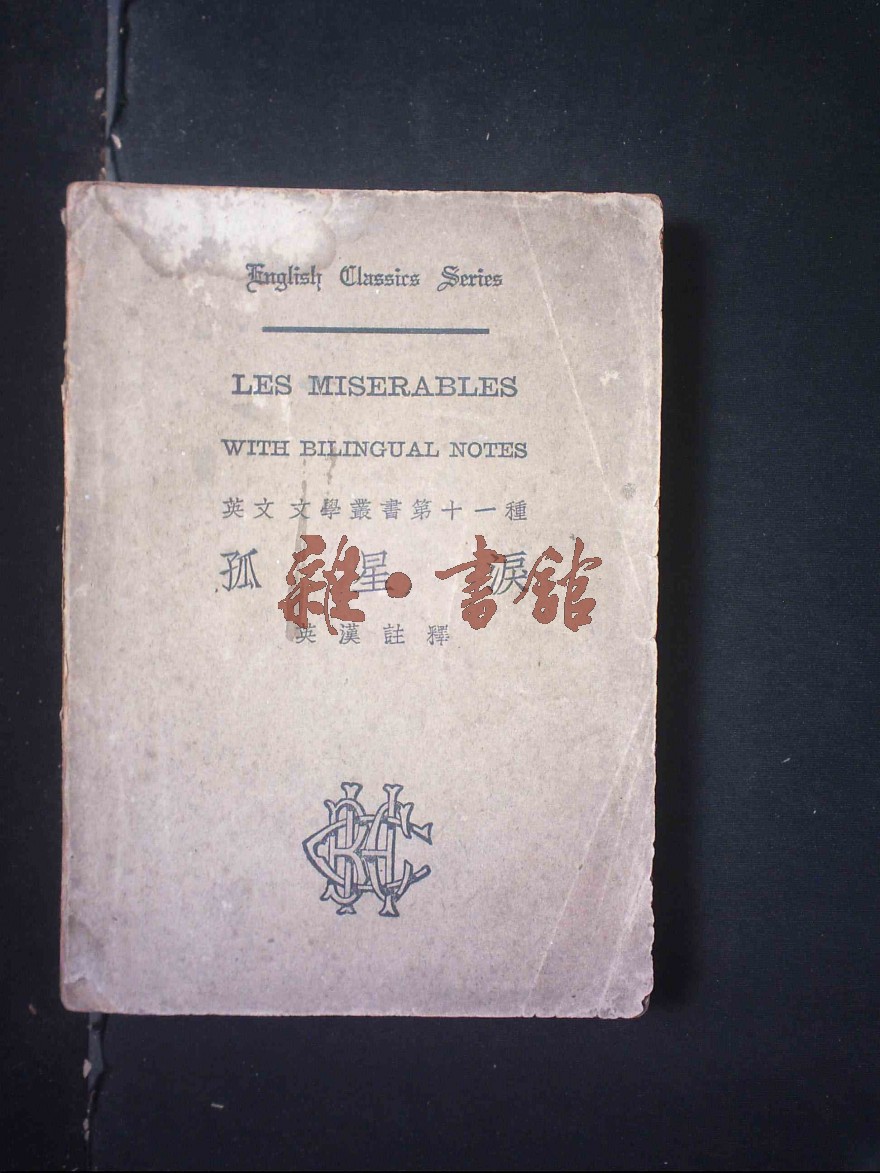 English Classics Series
LES MISERABLES
WITH BILINGUAL NOTES
英文文學叢書第十一種
孤星淚
雜·書館
英漢註釋